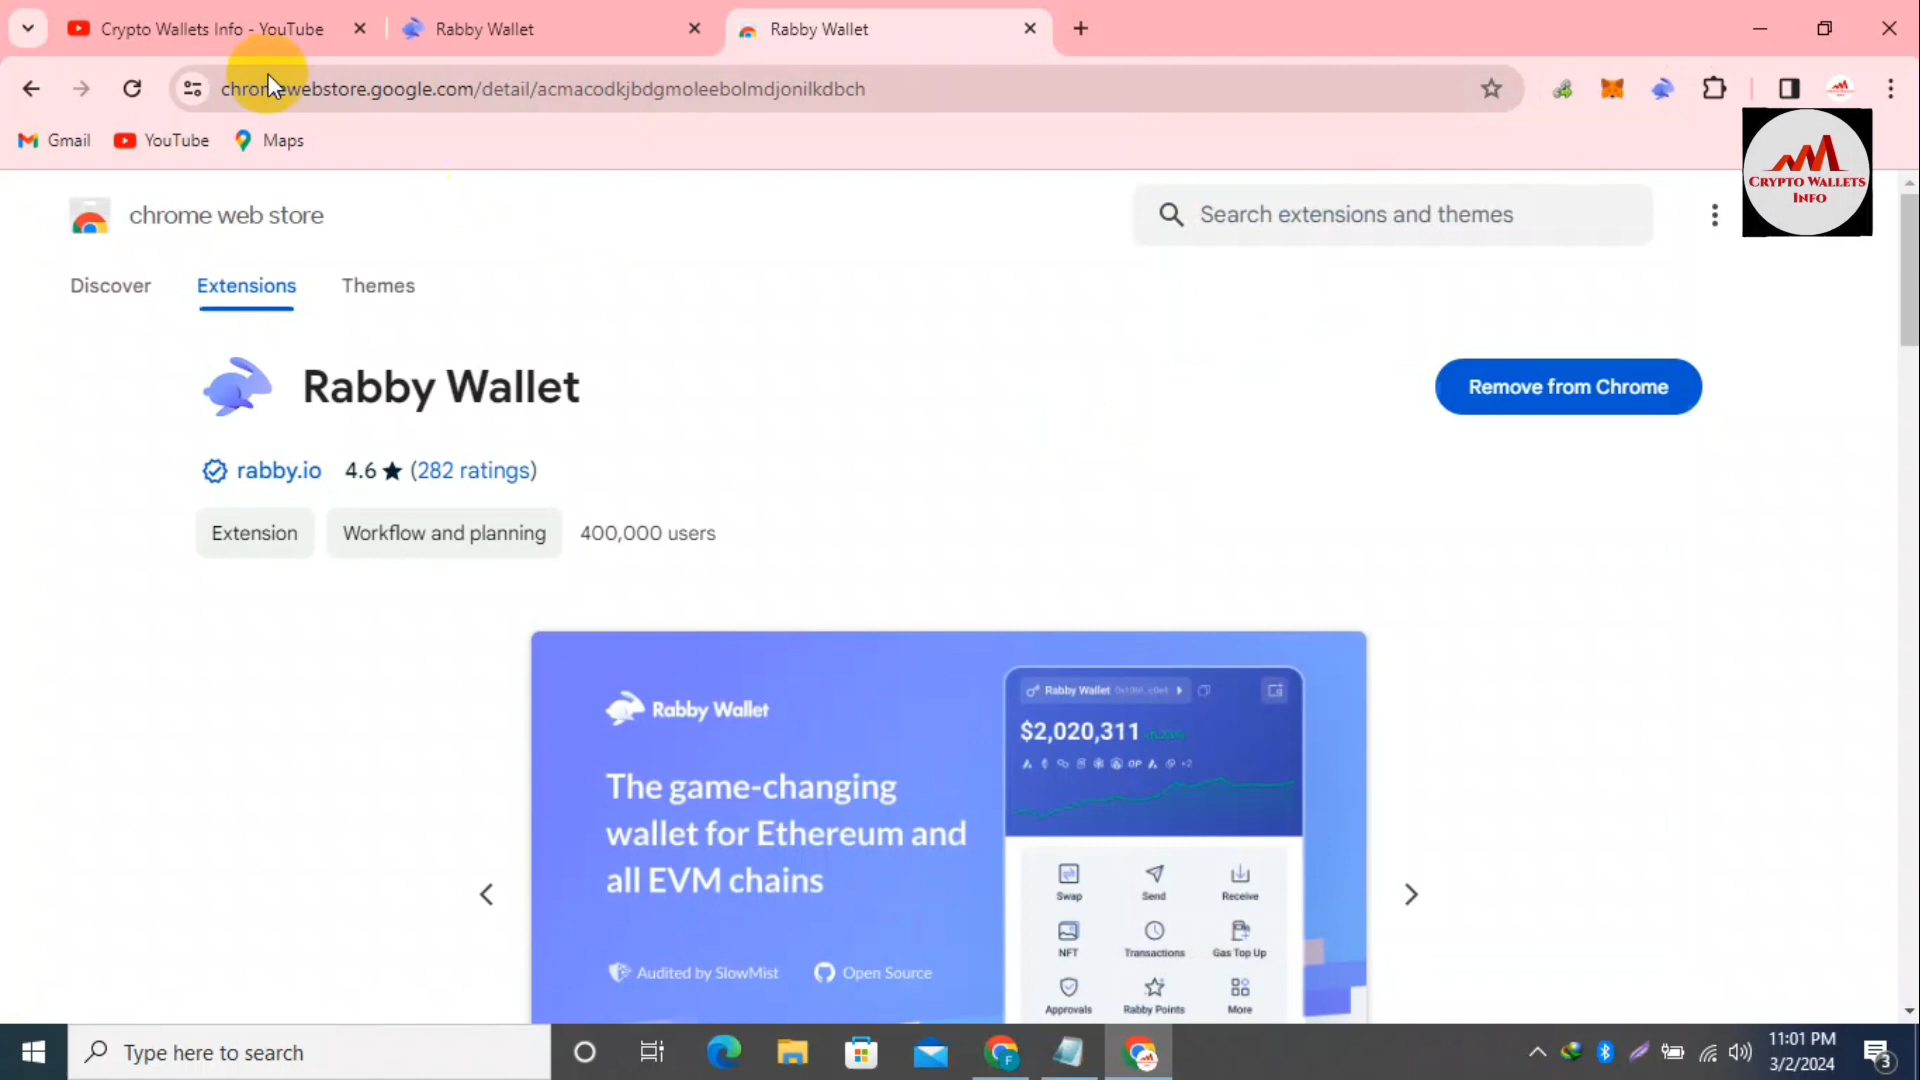 Crypto Wallets Info - YouTube
Rabby Wallet
Rabby Wallet
chromewebstore.google.com/detail/acmacodkjbdgmoleebolmdjonilkdbch
Gmail
YouTube
Maps
CRYPTO WALLETS
INFO
chrome web store
Search extensions and themes
Discover
Extensions
Themes
Rabby Wallet
Remove from Chrome
rabby.io
4.6 ★ (282 ratings)
Extension
Workflow and planning
400,000 users
Rabby Wallet
The game-changing
wallet for Ethereum and
all EVM chains
Audited by SlowMist
Open Source
Rabby Wallet
$2,020,311
OP
+2
Swap
Send
Receive
NFT
Transactions
Gas Top Up
Approvals
Rabby Points
More
Type here to search
11:01 PM
3/2/2024
3